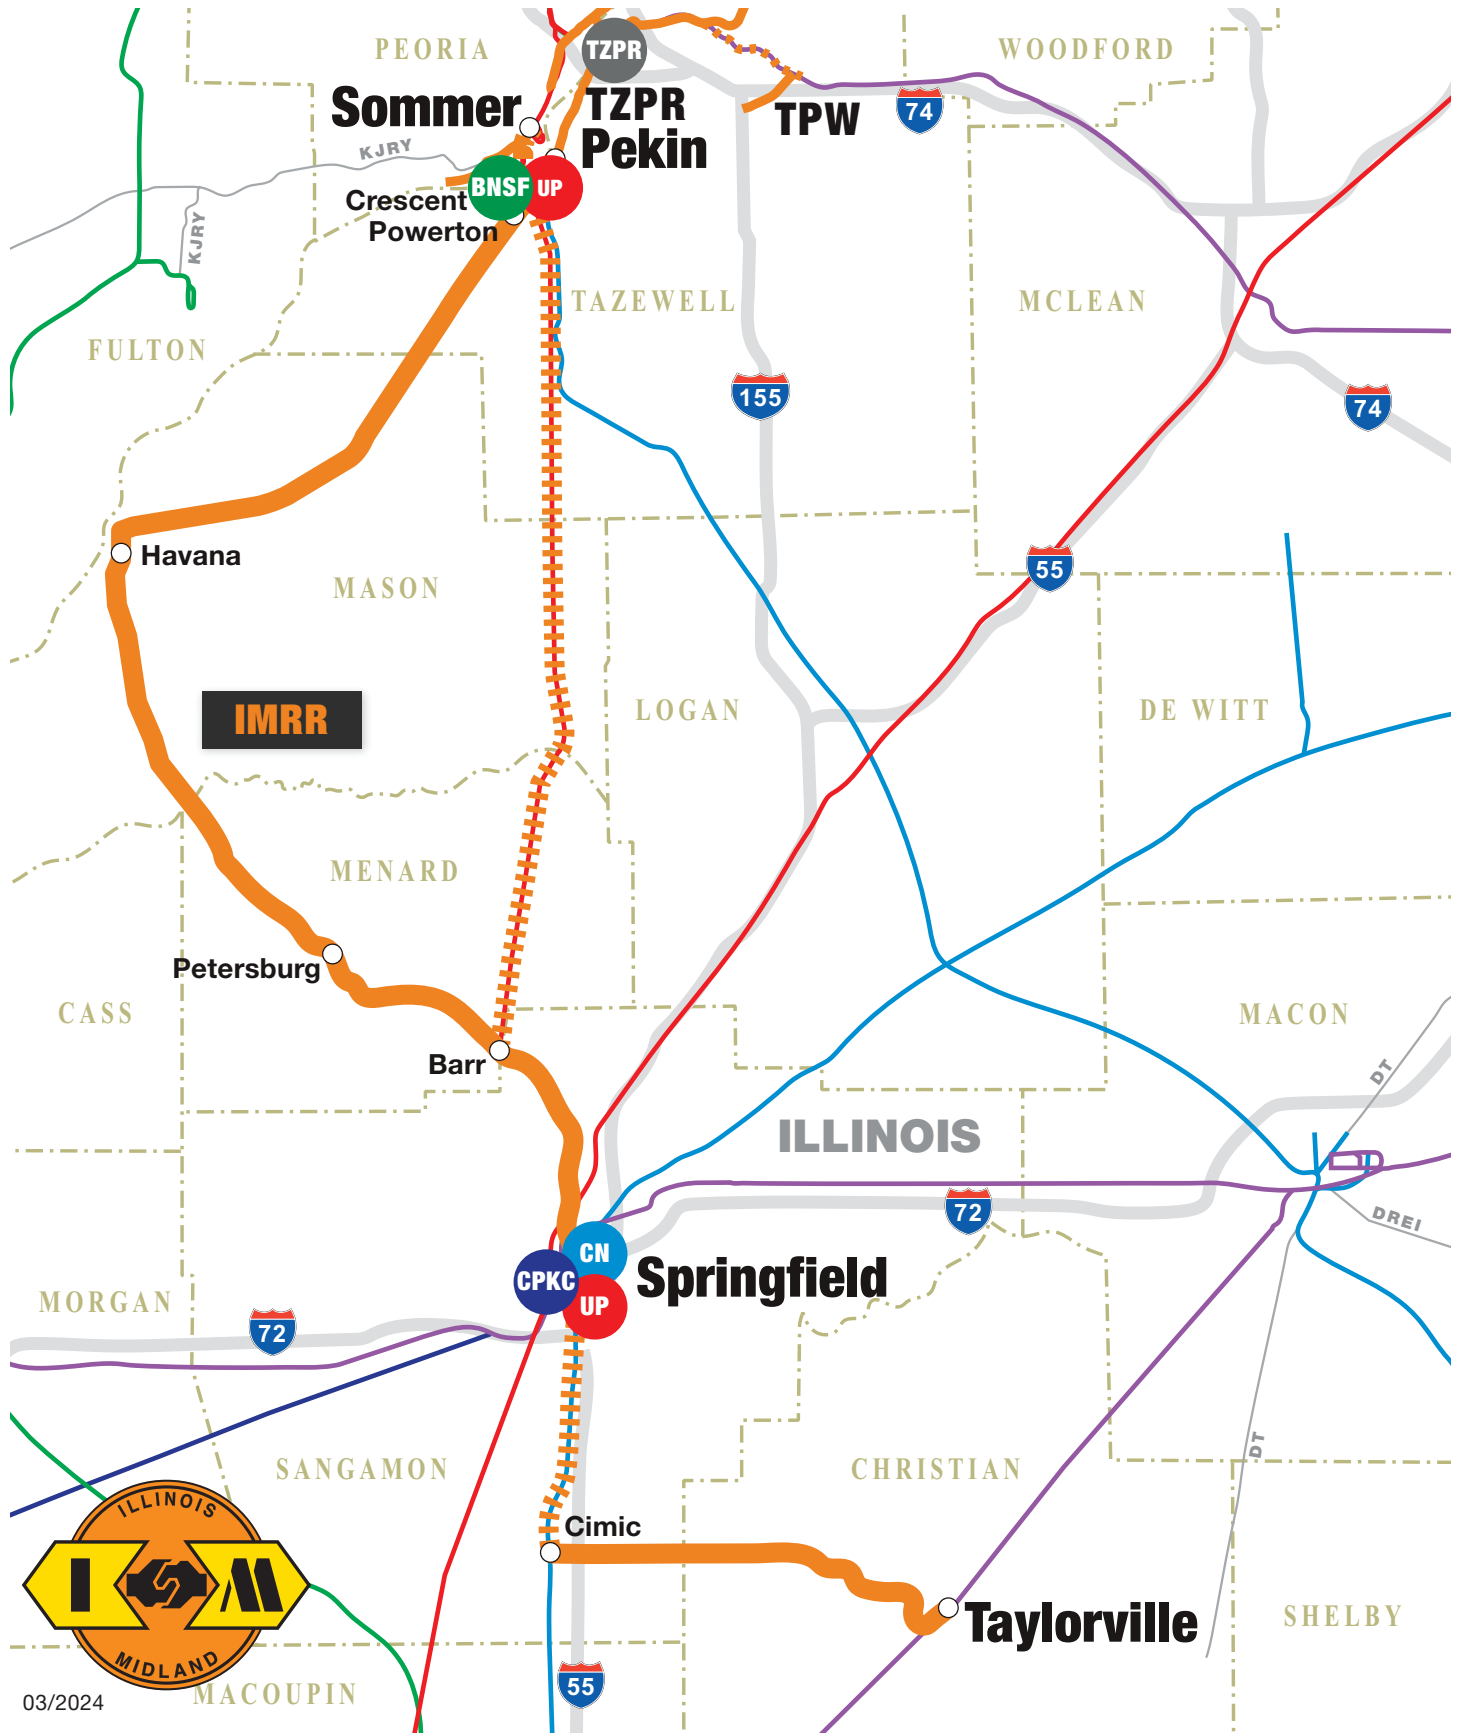 PEORIA
TZPR
WOODFORD
Sommer
TZPR
Pekin
TPW
74
KJRY
BNSF
UP
Crescent
Powerton
KJRY
TAZEWELL
MCLEAN
FULTON
155
74
Havana
MASON
55
IMRR
LOGAN
DE WITT
MENARD
Petersburg
CASS
MACON
Barr
DT
ILLINOIS
72
DREI
CN
CPKC
Springfield
UP
MORGAN
72
DT
SANGAMON
CHRISTIAN
ILLINOIS
Cimic
I M
Taylorville
SHELBY
MIDLAND
55
MACOUPIN
03/2024